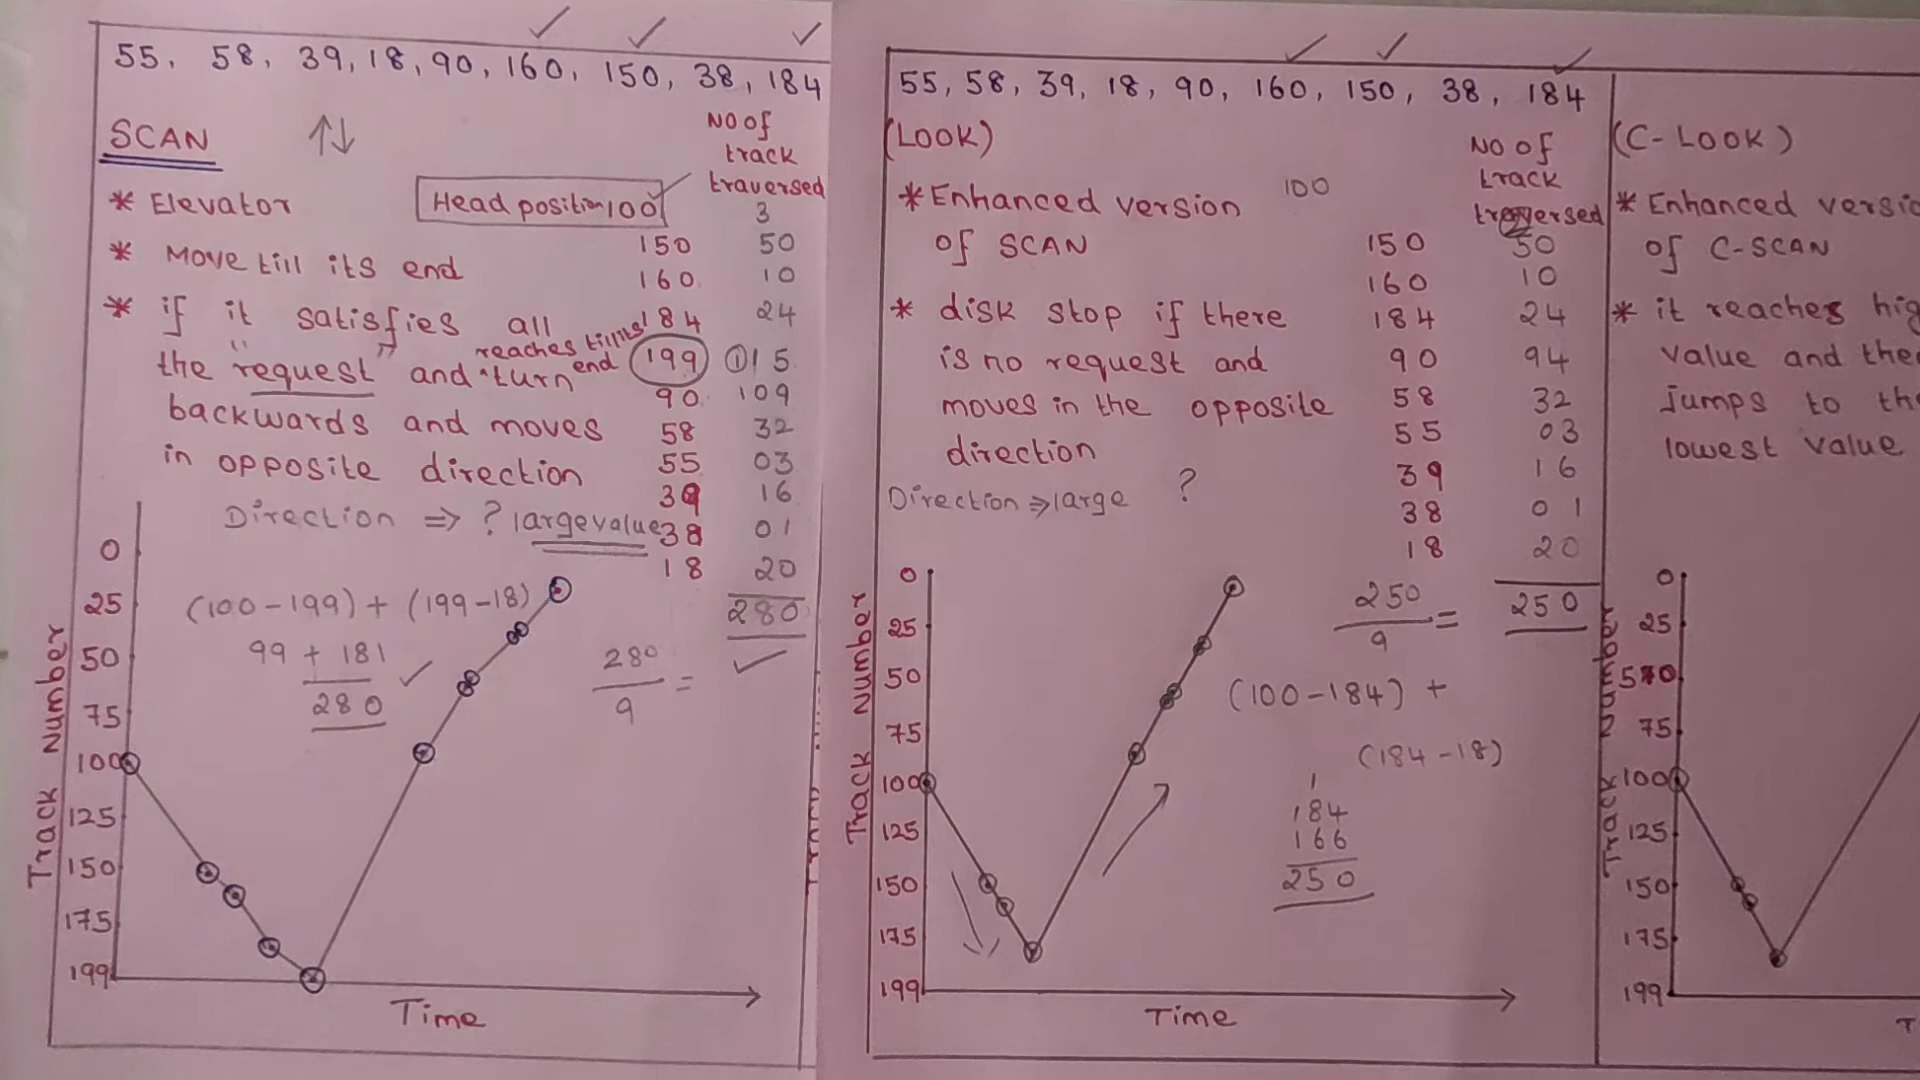 55, 58, 39, 18, 90, 160, 150, 38, 184
SCAN ↑↓
No of
track
traversed
* Elevator
Head position 100
3
* Move till its end
150 50
160 10
* if it satisfies all
184 24
reaches till its
end
199 ① 15
the "request" and turn
90 109
backwards and moves
58 32
in opposite direction
55 03
39 16
Direction ⇒ ? large value
38 01
18 20
280
(100-199) + (199-18)
99 + 181
280
280
9
=
0
25
50
75
100
125
150
175
199
Track Number
Time
55, 58, 39, 18, 90, 160, 150, 38, 184
(LOOK)
No of
track
traversed
* Enhanced version
of SCAN
100
150 50
160 10
* disk stop if there
184 24
is no request and
90 94
moves in the opposite
58 32
direction
55 03
39 16
Direction ⇒ large ?
38 01
18 20
250
250
9
=
(100-184) +
(184-18)
1
184
166
250
0
25
50
75
100
125
150
175
199
Track Number
Time
(C-LOOK)
* Enhanced
of C-SCAN
* it reaches
value and
jumps to
lowest value
0
25
50
75
100
125
150
175
199
Track